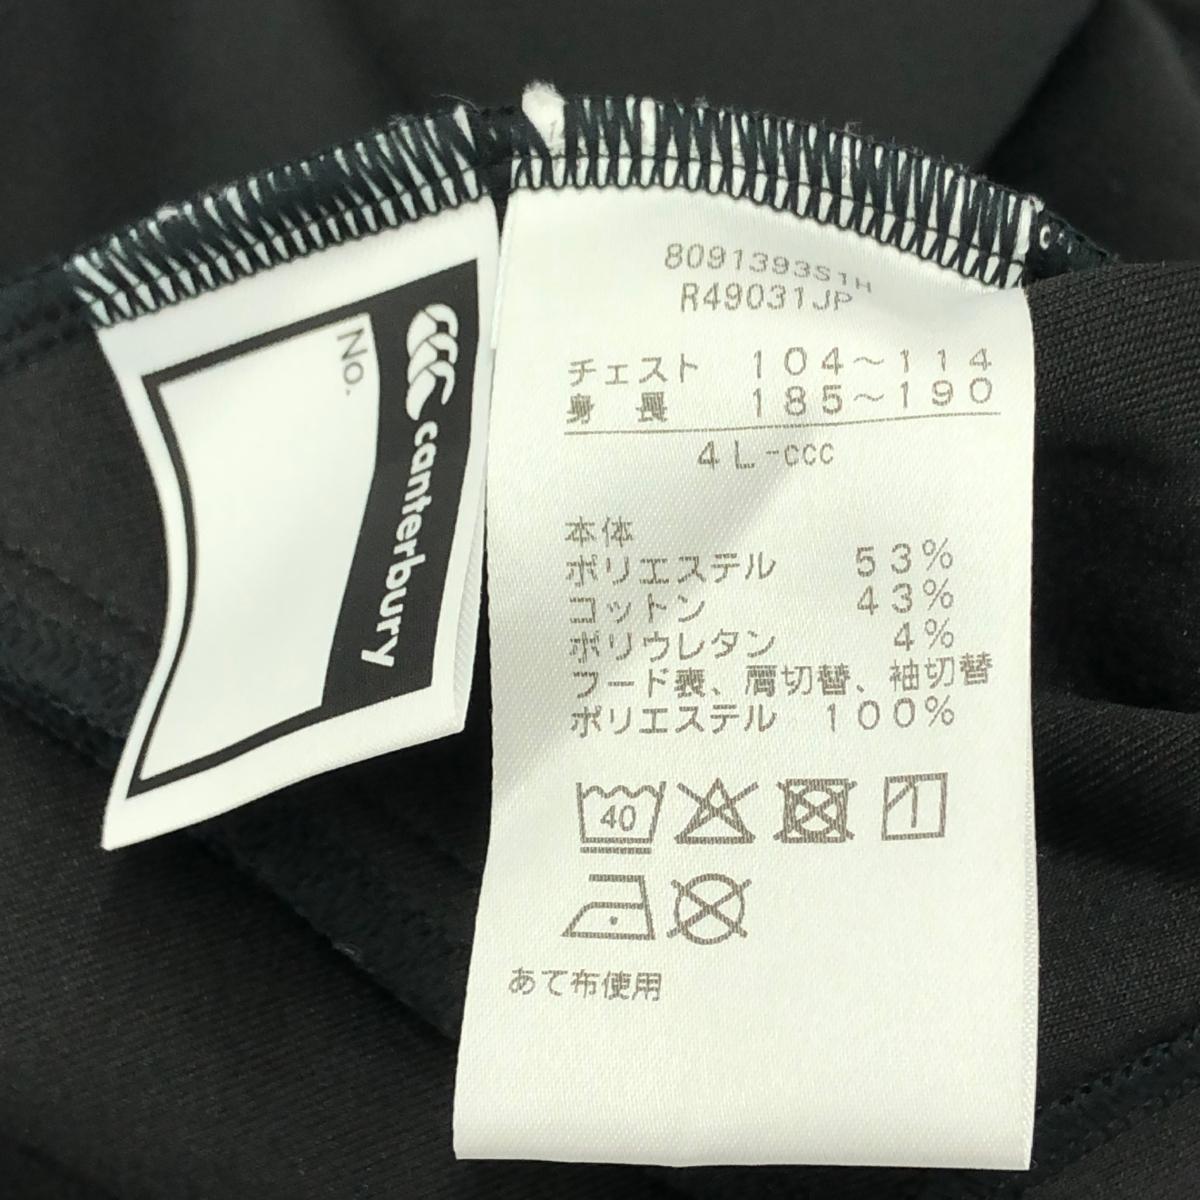 No.
canterbury
8091393S1H
R49031JP
チェスト 104～114
身長 185～190
4L-ccc
本体
ポリエステル 53%
コットン 43%
ポリウレタン 4%
フード表、肩切替、袖切替
ポリエステル 100%
40
あて布使用